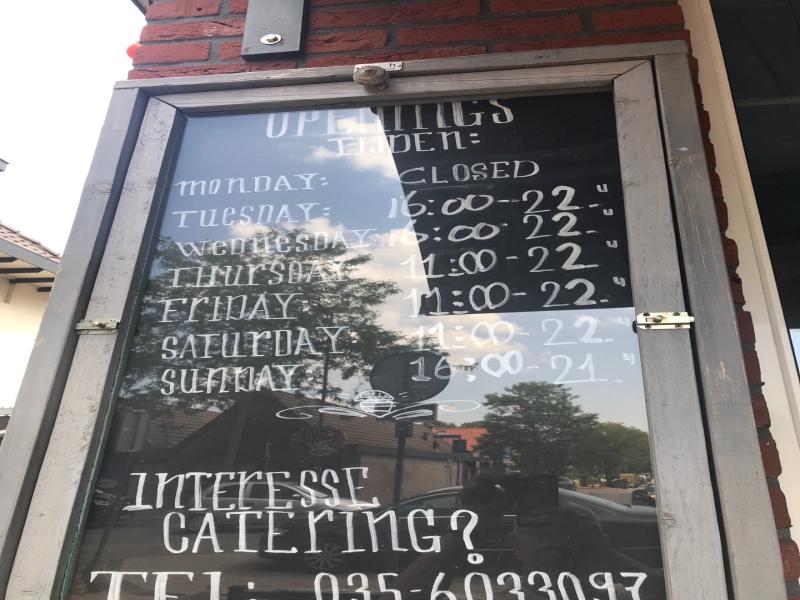 OPENINGS
TIJDEN:
MONDAY: CLOSED
TUESDAY: 16:00-22 u
WEDNESDAY: 16:00-22 u
THURSDAY 11:00-22 u
FRIDAY 11:00-22 u
SATURDAY 11:00-22 u
SUNDAY 16:00-21 u
INTERESSE
CATERING?
TEL: 035-6033097